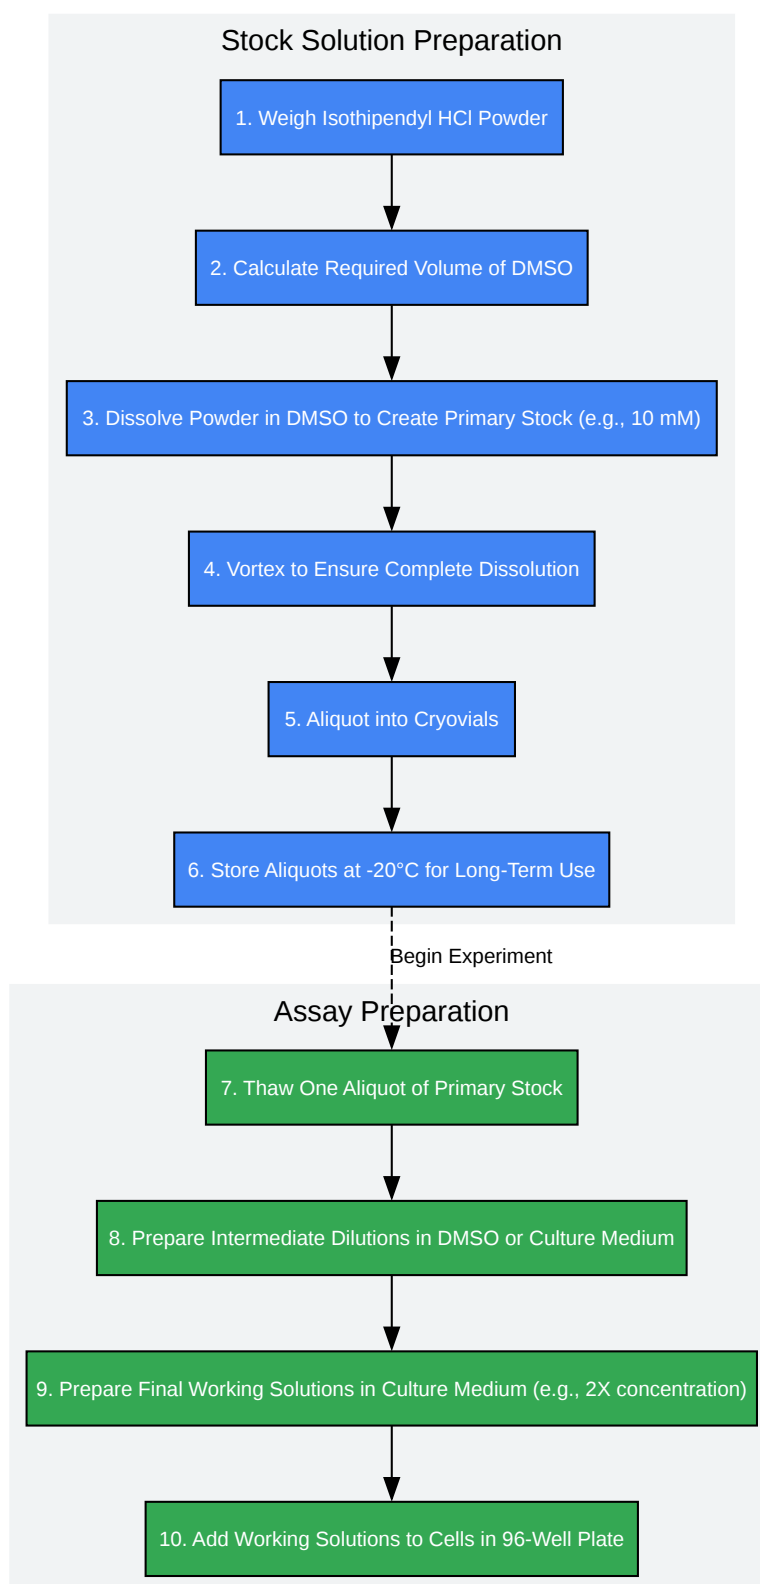 Stock Solution Preparation
1. Weigh Isothipendyl HCl Powder
2. Calculate Required Volume of DMSO
3. Dissolve Powder in DMSO to Create Primary Stock (e.g., 10 mM)
4. Vortex to Ensure Complete Dissolution
5. Aliquot into Cryovials
6. Store Aliquots at -20°C for Long-Term Use
Begin Experiment
Assay Preparation
7. Thaw One Aliquot of Primary Stock
8. Prepare Intermediate Dilutions in DMSO or Culture Medium
9. Prepare Final Working Solutions in Culture Medium (e.g., 2X concentration)
10. Add Working Solutions to Cells in 96-Well Plate